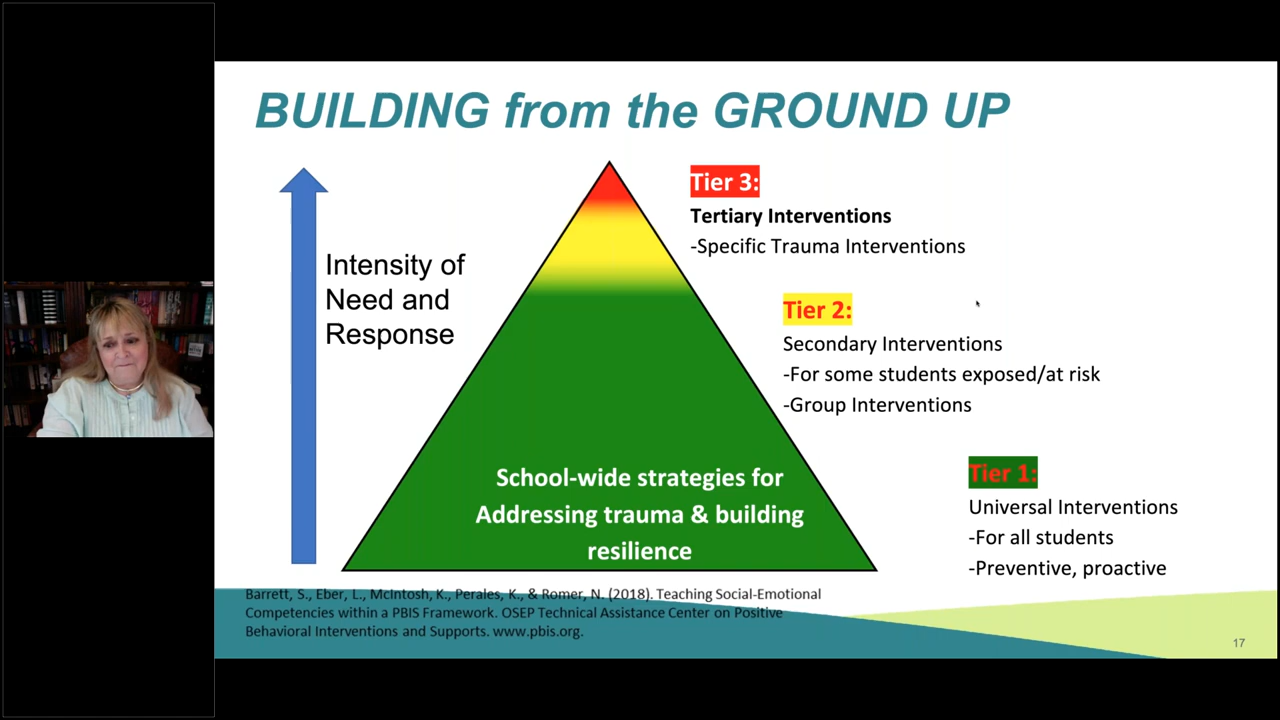 BUILDING from the GROUND UP
Intensity of
Need and
Response
Tier 3:
Tertiary Interventions
-Specific Trauma Interventions
Tier 2:
Secondary Interventions
-For some students exposed/at risk
-Group Interventions
Tier 1:
Universal Interventions
-For all students
-Preventive, proactive
School-wide strategies for
Addressing trauma & building
resilience
Barrett, S., Eber, L., McIntosh, K., Perales, K., & Romer, N. (2018). Teaching Social-Emotional
Competencies within a PBIS Framework. OSEP Technical Assistance Center on Positive
Behavioral Interventions and Supports. www.pbis.org.
17